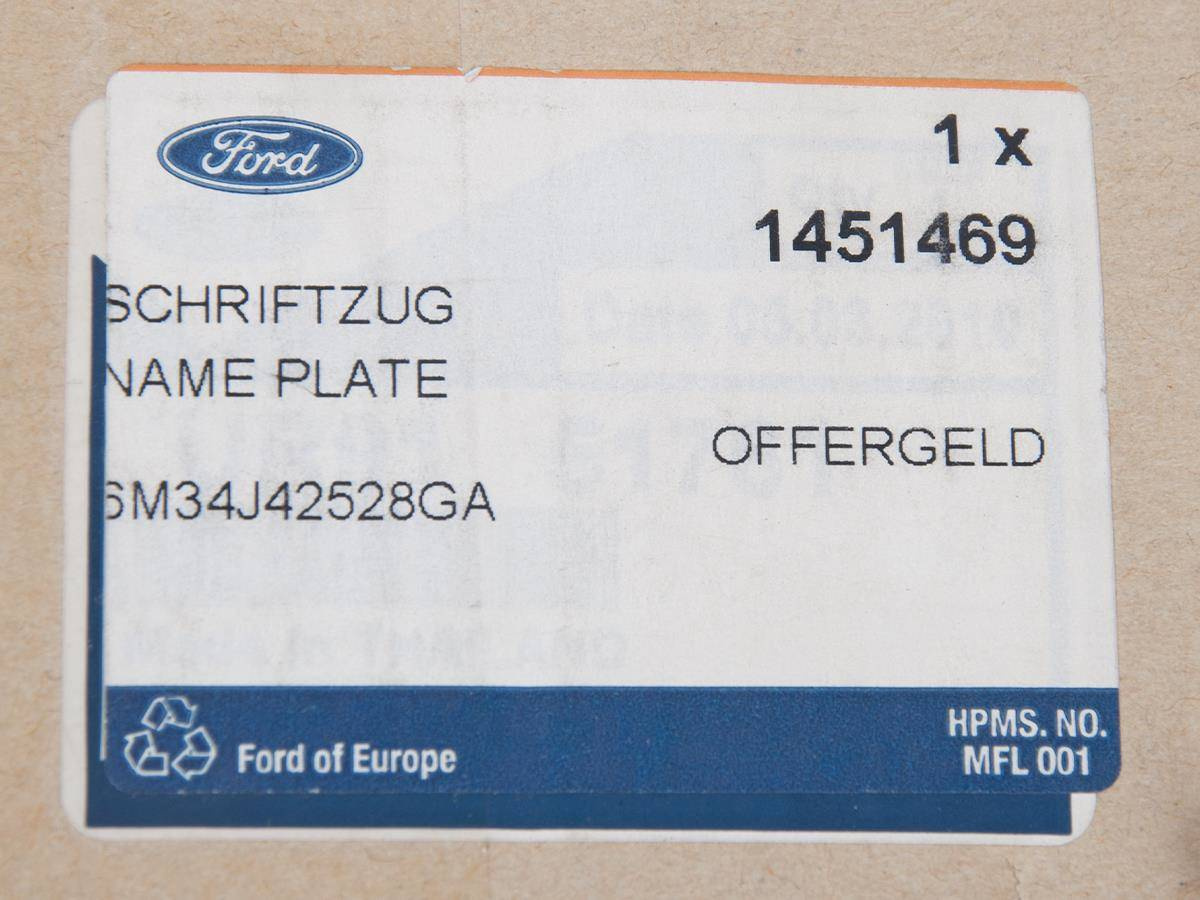 Ford
1 x
1451469
SCHRIFTZUG
NAME PLATE
OFFERGELD
6M34J42528GA
Ford of Europe
HPMS. NO.
MFL 001